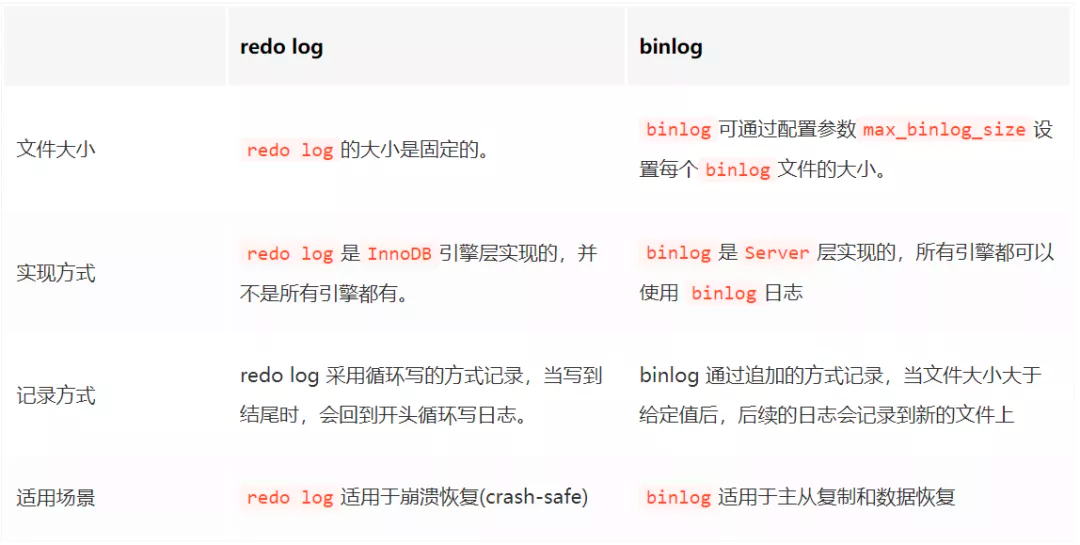 redo log binlog
文件大小 redo log 的大小是固定的。 binlog 可通过配置参数 max_binlog_size 设
置每个 binlog 文件的大小。
实现方式 redo log 是 InnoDB 引擎层实现的，并 binlog 是 Server 层实现的，所有引擎都可以
不是所有引擎都有。 使用 binlog 日志
记录方式 redo log 采用循环写的方式记录，当写到 binlog 通过追加的方式记录，当文件大小大于
结尾时，会回到开头循环写日志。 给定值后，后续的日志会记录到新的文件上
适用场景 redo log 适用于崩溃恢复(crash-safe) binlog 适用于主从复制和数据恢复